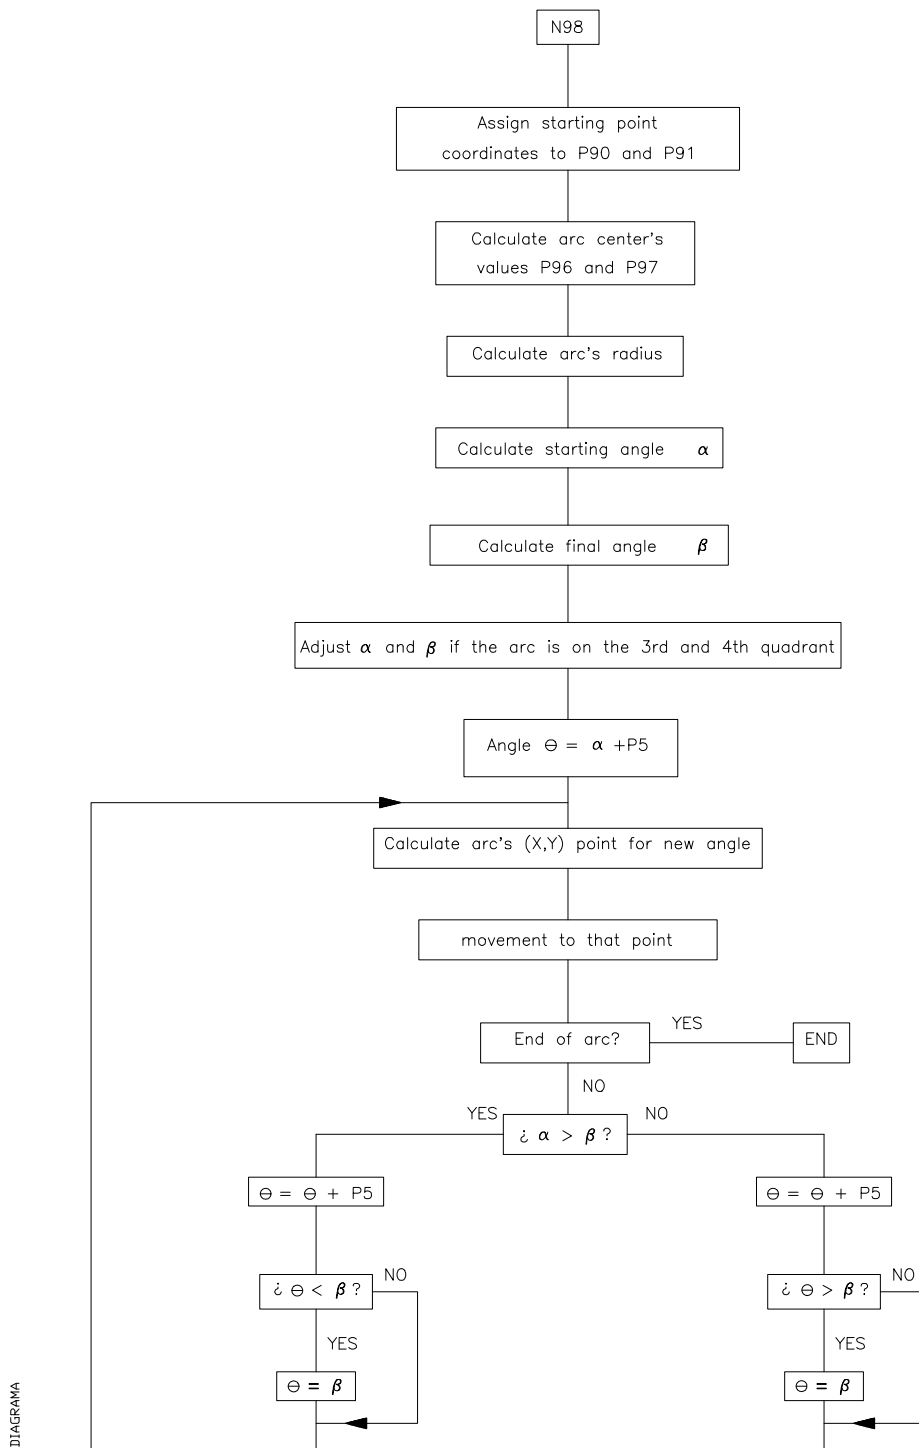 N98
Assign starting point
coordinates to P90 and P91
Calculate arc center's
values P96 and P97
Calculate arc's radius
Calculate starting angle α
Calculate final angle β
Adjust α and β if the arc is on the 3rd and 4th quadrant
Angle ϴ = α +P5
Calculate arc's (X,Y) point for new angle
movement to that point
End of arc?
YES
END
NO
YES
¿ α > β ?
NO
ϴ = ϴ + P5
ϴ = ϴ + P5
¿ ϴ < β ?
NO
¿ ϴ > β ?
NO
YES
YES
ϴ = β
ϴ = β
DIAGRAMA